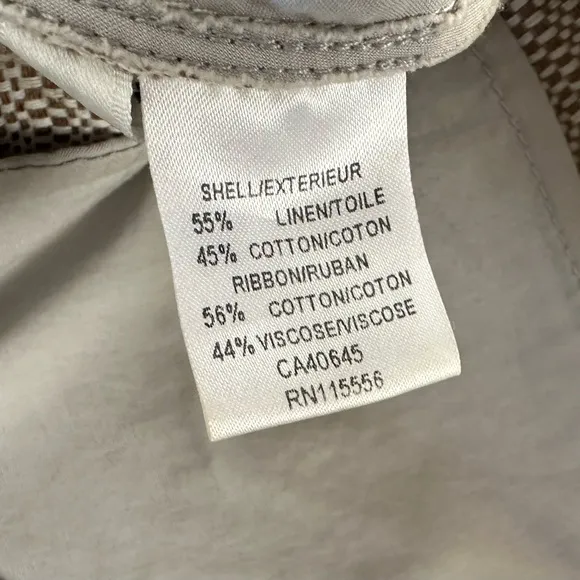 SHELL/EXTERIEUR
55% LINEN/TOILE
45% COTTON/COTON
RIBBON/RUBAN
56% COTTON/COTON
44% VISCOSE/VISCOSE
CA40645
RN115556